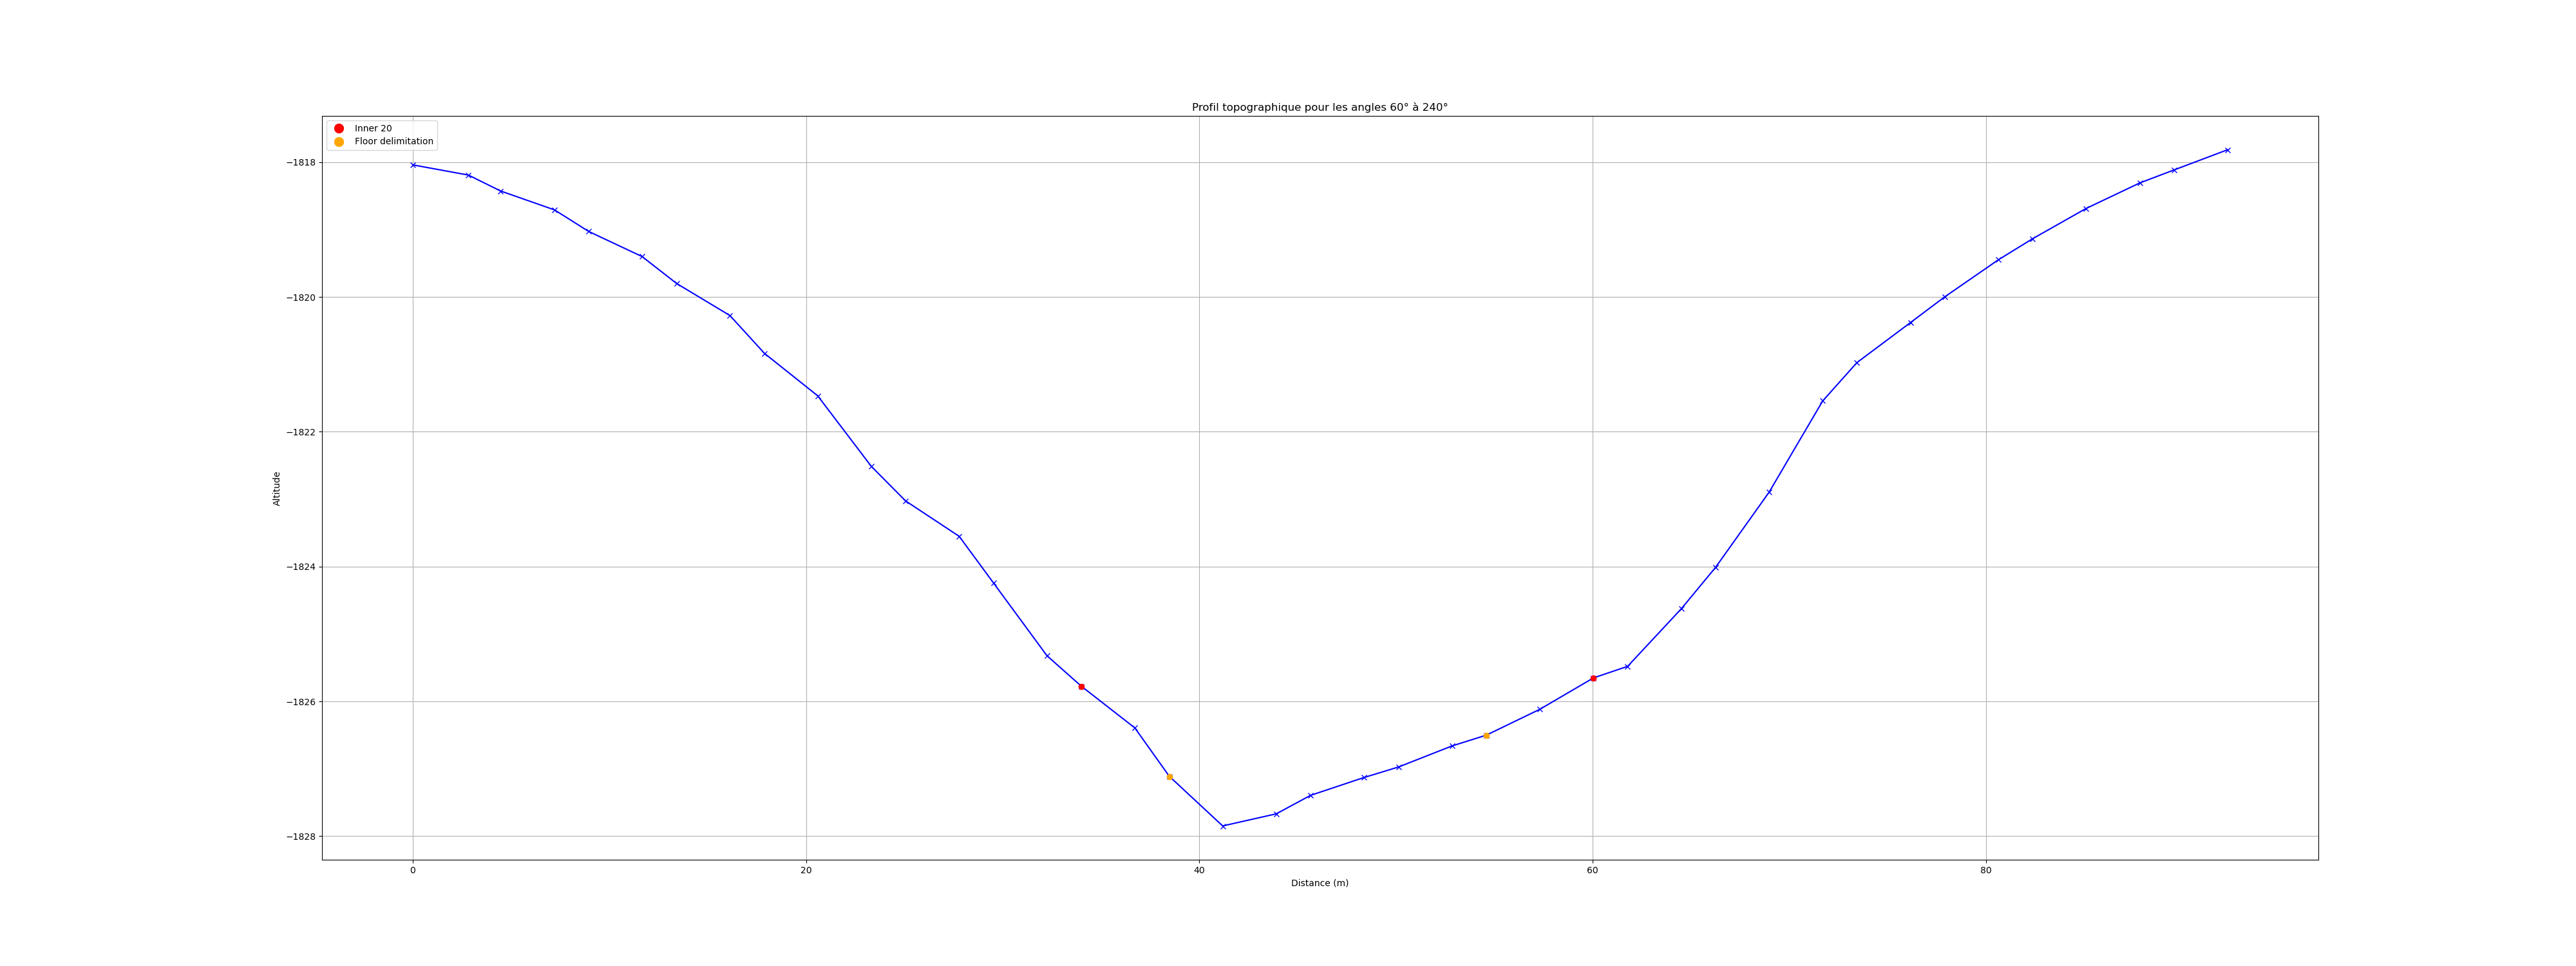 Profil topographique pour les angles 60° à 240°
Inner 20
Floor delimitation
−1818
−1820
−1822
−1824
−1826
−1828
Altitude
0
20
40
60
80
Distance (m)